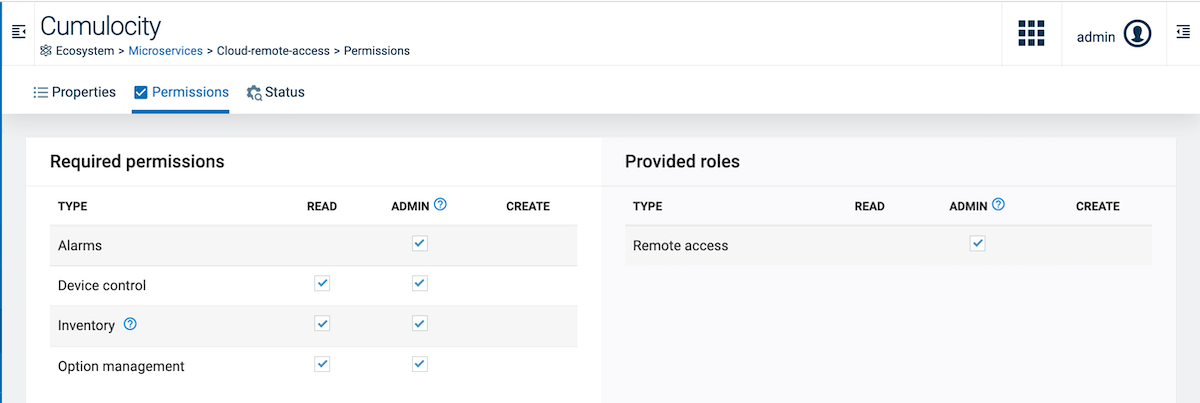 Cumulocity
Ecosystem > Microservices > Cloud-remote-access > Permissions
admin
Properties Permissions Status
Required permissions
TYPE READ ADMIN CREATE
Alarms
Device control
Inventory
Option management
Provided roles
TYPE READ ADMIN CREATE
Remote access